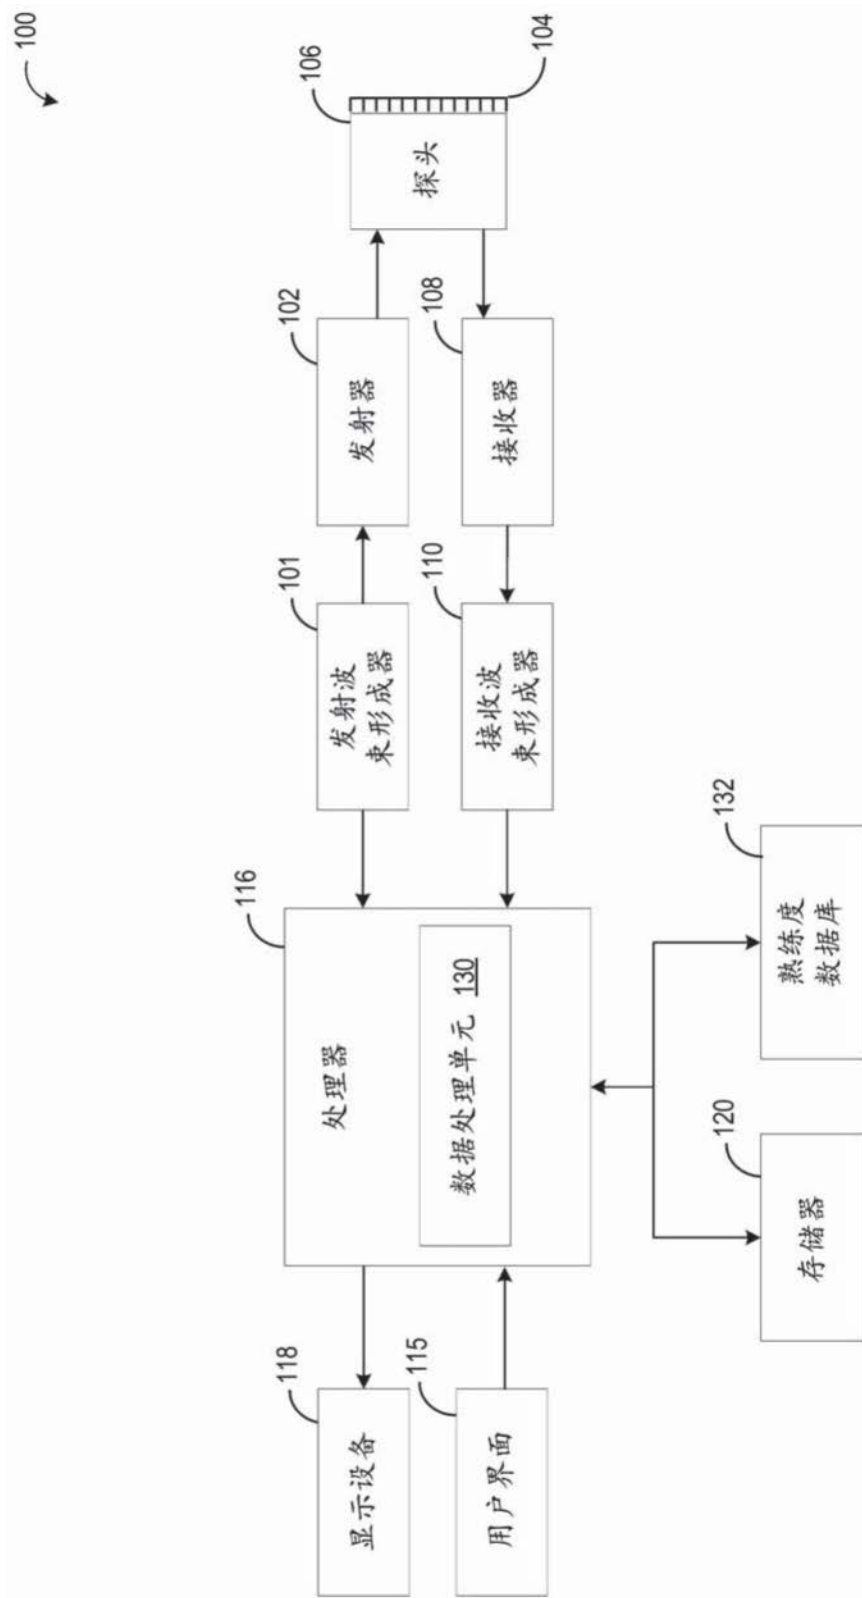 100
106
104
探头
102
发射器
108
接收器
101
发射波
束形成器
110
接收波
束形成器
116
处理器
数据处理单元 130
132
熟练度
数据库
120
存储器
118
显示设备
115
用户界面